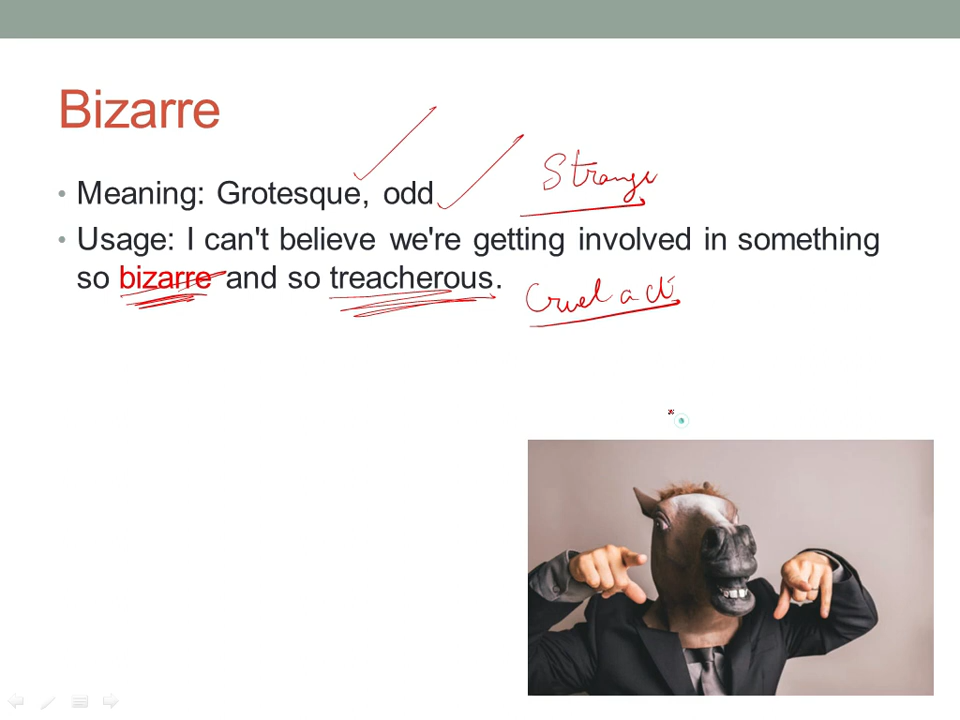 Bizarre
• Meaning: Grotesque, odd
Strange
• Usage: I can't believe we're getting involved in something
so bizarre and so treacherous.
Cruel act